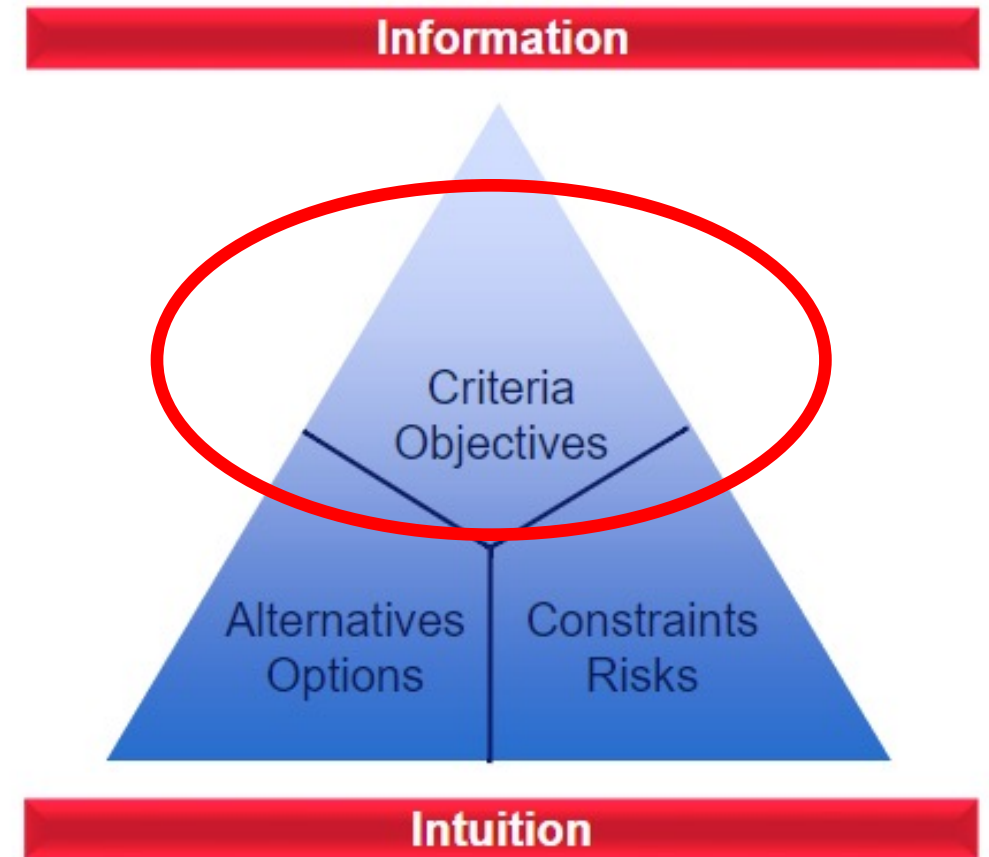 Information
Criteria
Objectives
Alternatives
Options
Constraints
Risks
Intuition